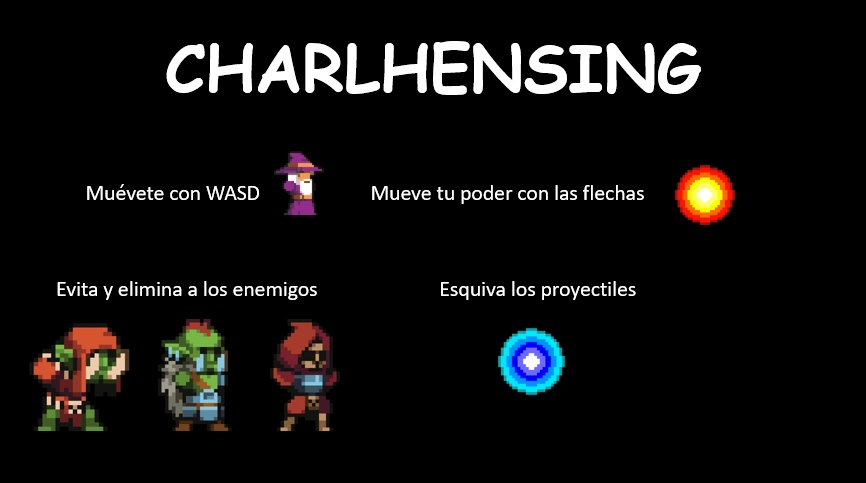 CHARLHENSING
Muévete con WASD
Mueve tu poder con las flechas
Evita y elimina a los enemigos
Esquiva los proyectiles